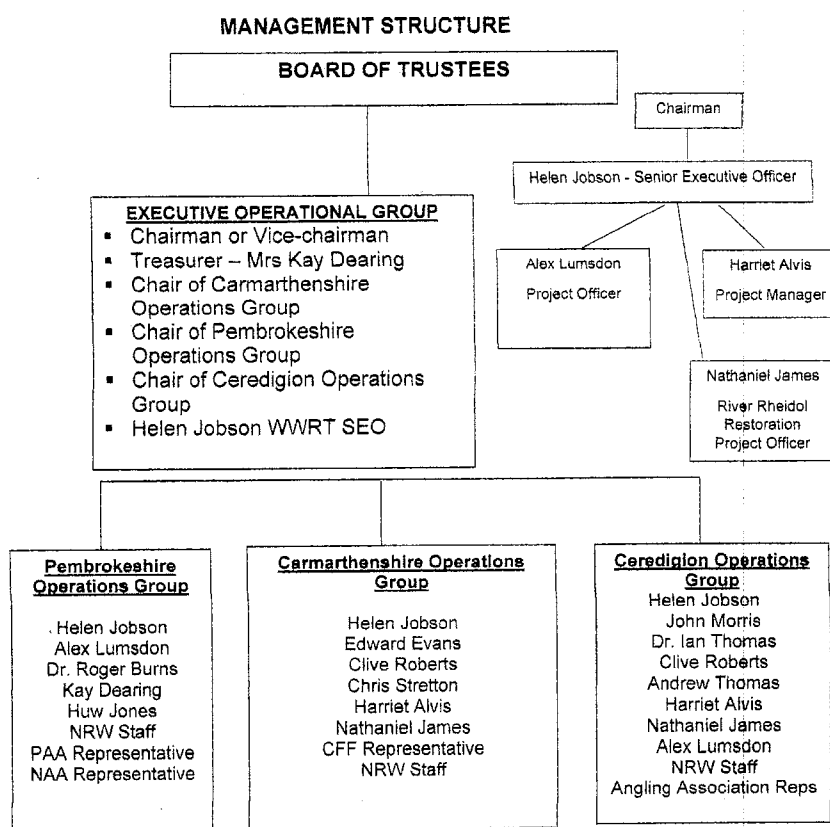 MANAGEMENT STRUCTURE
BOARD OF TRUSTEES
Chairman
Helen Jobson - Senior Executive Officer
Alex Lumsdon
Project Officer
Harriet Alvis
Project Manager
Nathaniel James
River Rheidol
Restoration
Project Officer
EXECUTIVE OPERATIONAL GROUP
▪ Chairman or Vice-chairman
▪ Treasurer – Mrs Kay Dearing
▪ Chair of Carmarthenshire
Operations Group
▪ Chair of Pembrokeshire
Operations Group
▪ Chair of Ceredigion Operations
Group
▪ Helen Jobson WWRT SEO
Pembrokeshire
Operations Group
Helen Jobson
Alex Lumsdon
Dr. Roger Burns
Kay Dearing
Huw Jones
NRW Staff
PAA Representative
NAA Representative
Carmarthenshire Operations
Group
Helen Jobson
Edward Evans
Clive Roberts
Chris Stretton
Harriet Alvis
Nathaniel James
CFF Representative
NRW Staff
Ceredigion Operations
Group
Helen Jobson
John Morris
Dr. Ian Thomas
Clive Roberts
Andrew Thomas
Harriet Alvis
Nathaniel James
Alex Lumsdon
NRW Staff
Angling Association Reps